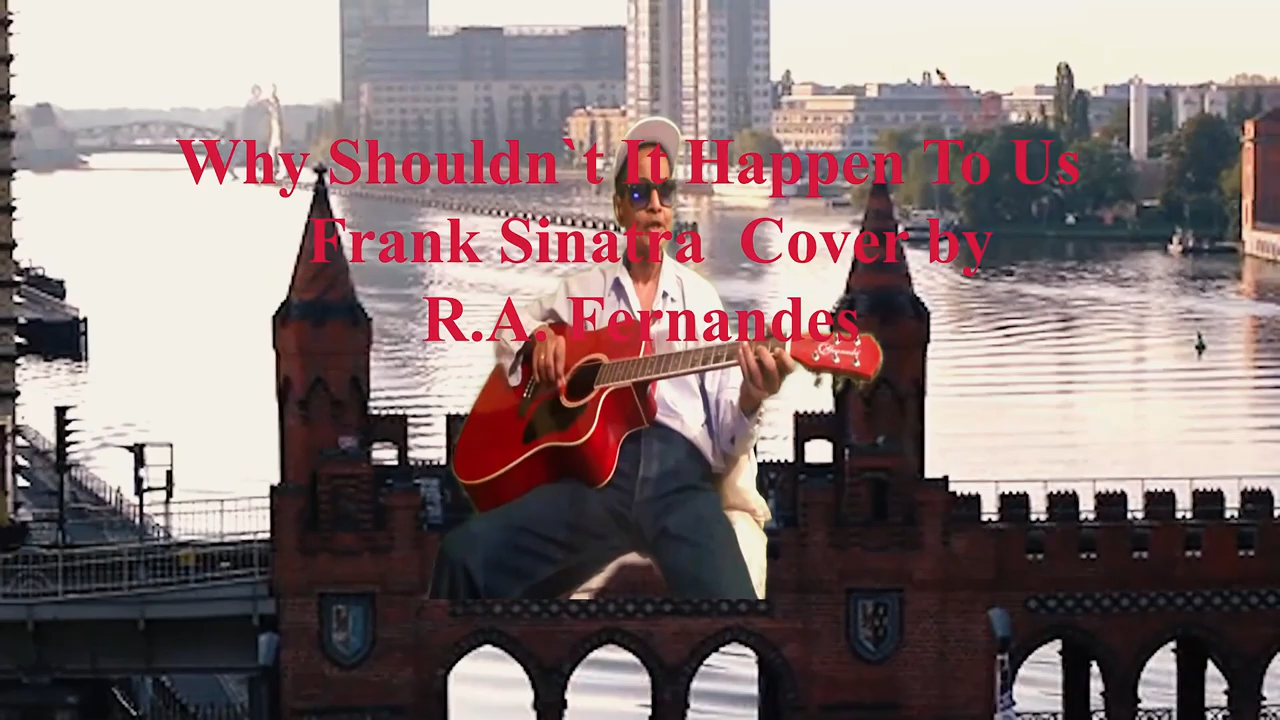 Why Shouldn`t It Happen To Us
Frank Sinatra  Cover by
R.A. Fernandes